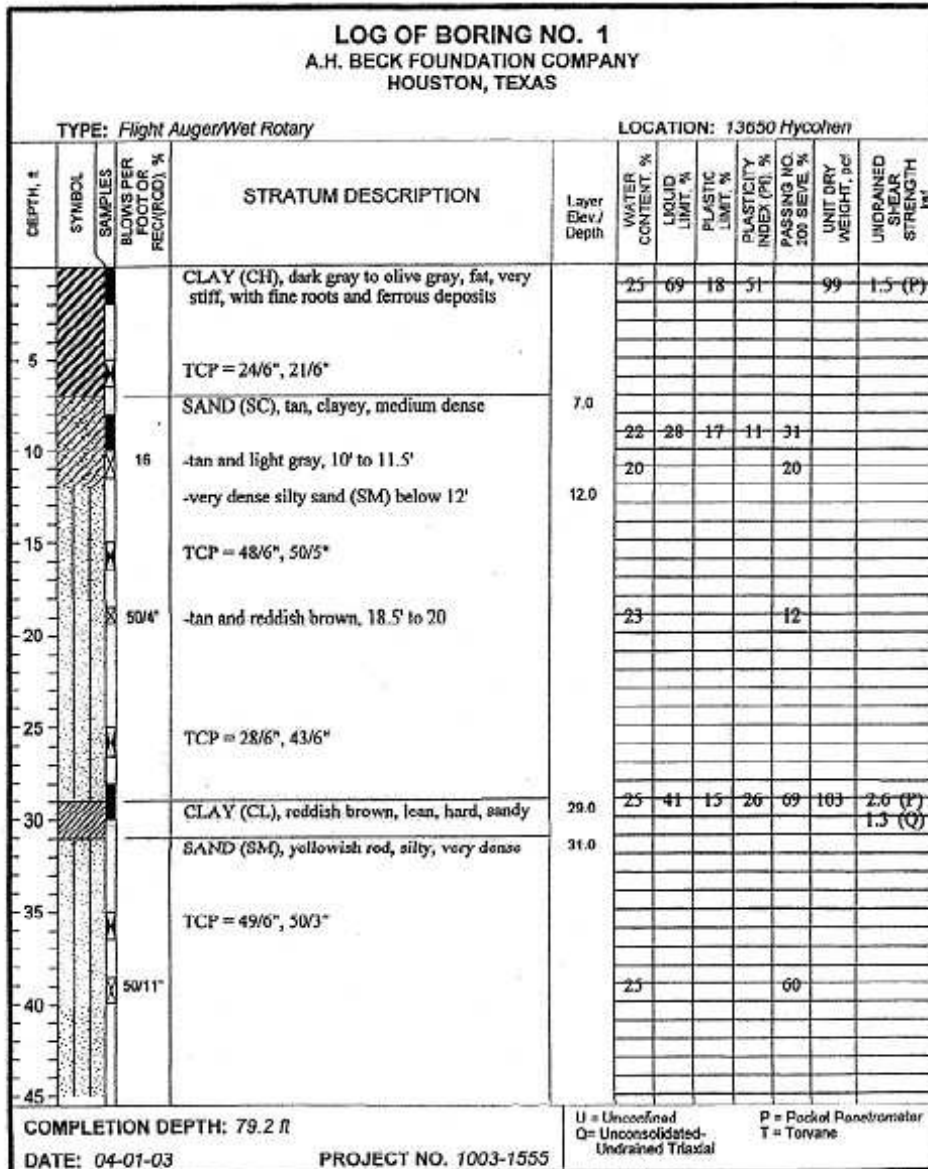 LOG OF BORING NO. 1
A.H. BECK FOUNDATION COMPANY
HOUSTON, TEXAS
TYPE: Flight Auger/Wet Rotary LOCATION: 13650 Hycohen
DEPTH, ft
SYMBOL
SAMPLES
BLOWS PER FOOT OR REC/(RQD), %
STRATUM DESCRIPTION
Layer Elev./ Depth
WATER CONTENT, %
LIQUID LIMIT, %
PLASTIC LIMIT, %
PLASTICITY INDEX (PI), %
PASSING NO. 200 SEIVE, %
UNIT DRY WEIGHT, pcf
UNDRAINED SHEAR STRENGTH
CLAY (CH), dark gray to olive gray, fat, very
stiff, with fine roots and ferrous deposits
25 69 18 51 99 1.5 (P)
5 TCP = 24/6", 21/6"
7.0
SAND (SC), tan, clayey, medium dense
22 28 17 11 31
10 16 -tan and light gray, 10' to 11.5' 20 20
-very dense silty sand (SM) below 12' 12.0
15 TCP = 48/6", 50/5"
50/4" -tan and reddish brown, 18.5' to 20 23 12
20
25 TCP = 28/6", 43/6"
25 41 15 26 69 103 2.6 (P)
CLAY (CL), reddish brown, lean, hard, sandy 29.0
30 1.3 (Q)
SAND (SM), yellowish red, silty, very dense 31.0
35 TCP = 49/6", 50/3"
50/11" 25 60
40
45
COMPLETION DEPTH: 79.2 ft
DATE: 04-01-03 PROJECT NO. 1003-1555
U = Unconfined P = Pocket Penetrometer
Q= Unconsolidated- T = Torvane
Undrained Triaxial